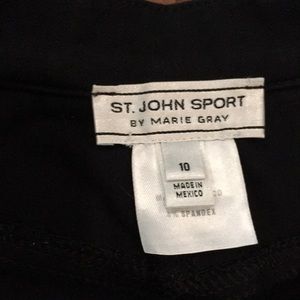 ST. JOHN SPORT
BY MARIE GRAY
10
MADE IN
MEXICO
SPANDEX